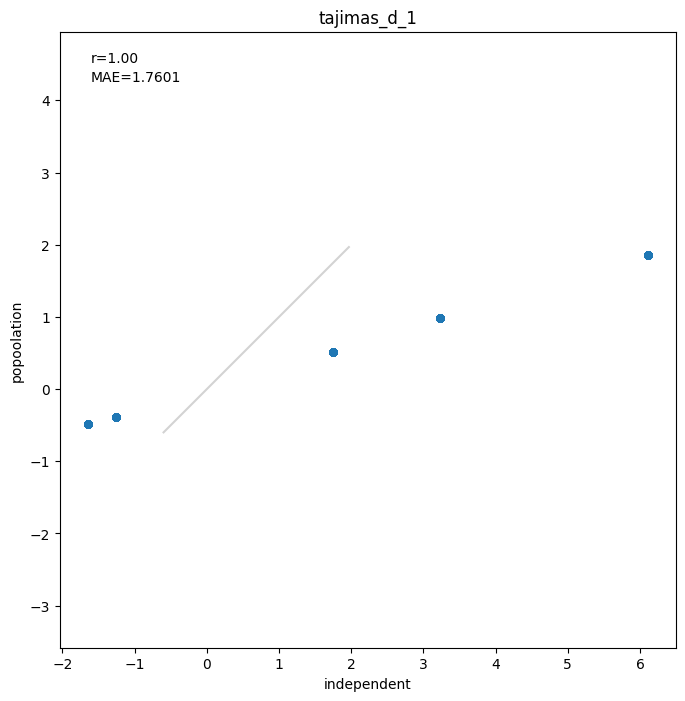 tajimas_d_1
r=1.00
MAE=1.7601
4
3
2
1
0
−1
−2
−3
popoolation
−2 −1 0 1 2 3 4 5 6
independent